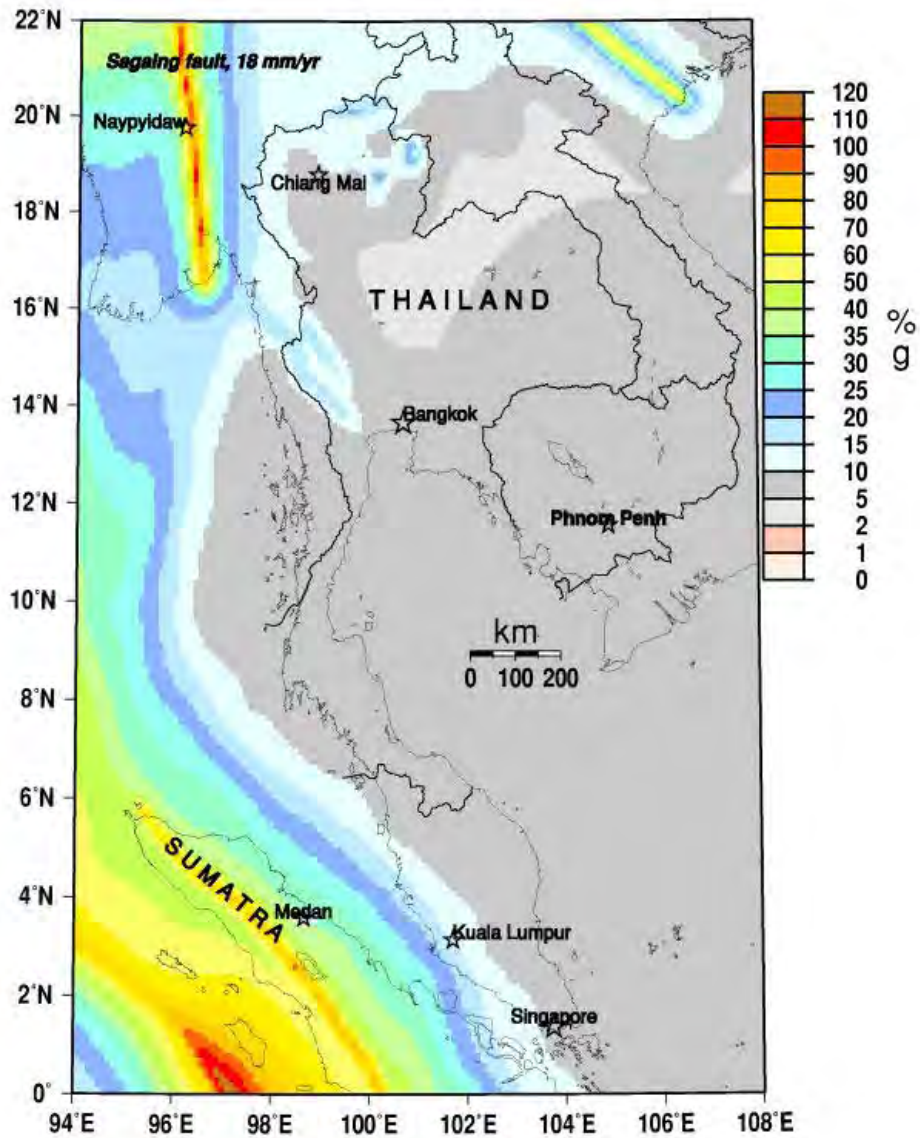 22°N
20°N
18°N
16°N
14°N
12°N
10°N
8°N
6°N
4°N
2°N
0°
94°E
96°E
98°E
100°E
102°E
104°E
106°E
108°E
Sagaing fault, 18 mm/yr
Naypyidaw
Chiang Mai
THAILAND
Bangkok
Phnom Penh
km
0 100 200
SUMATRA
Medan
Kuala Lumpur
Singapore
120
110
100
90
80
70
60
50
40
35
30
25
20
15
10
5
2
1
0
%
g